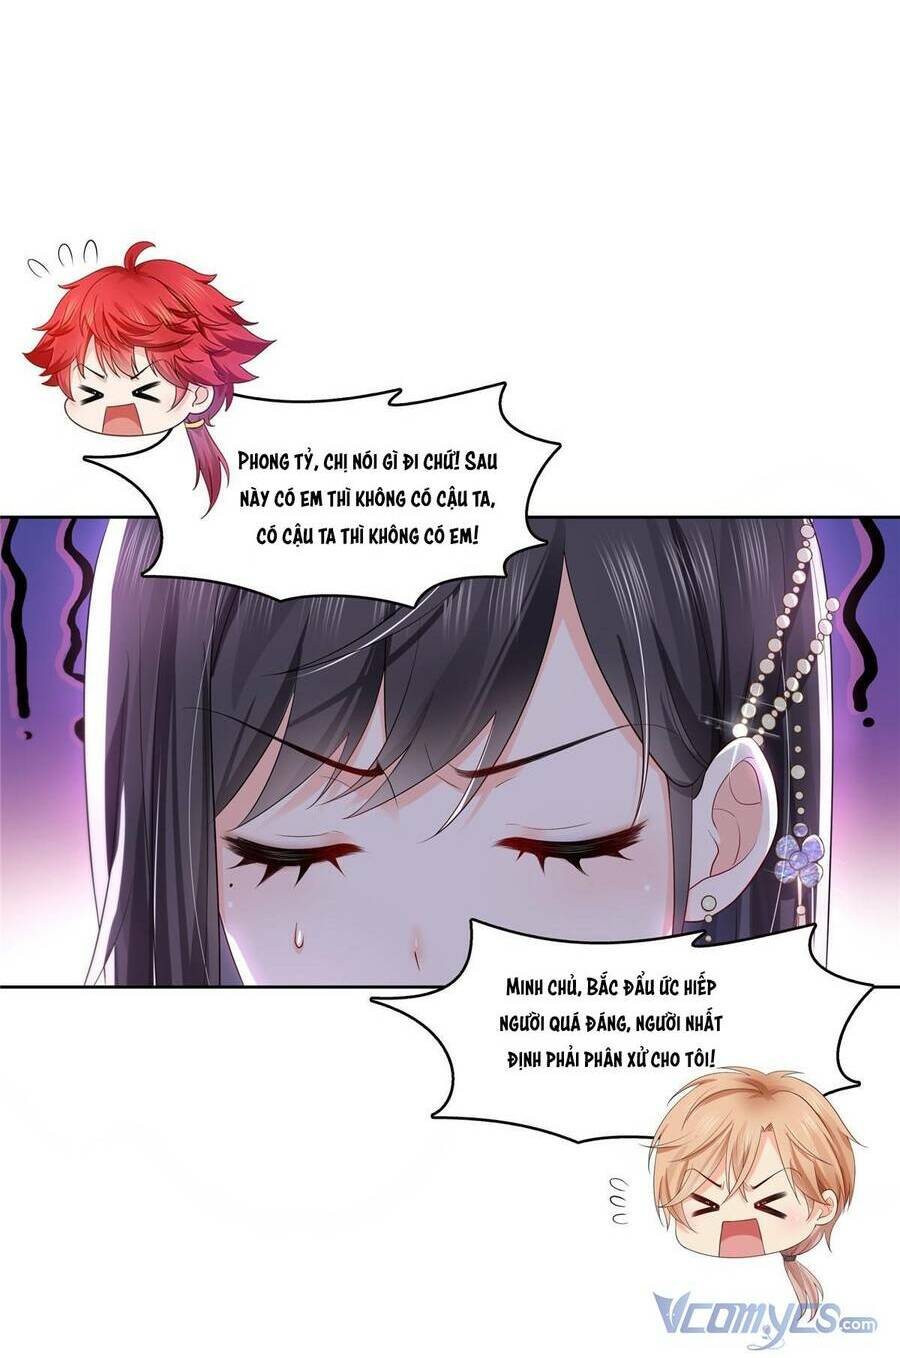 PHONG TỶ, CHỊ NÓI GÌ ĐI CHỨ! SAU
NÀY CÓ EM THÌ KHÔNG CÓ CẬU TA,
CÓ CẬU TA THÌ KHÔNG CÓ EM!
MINH CHỦ, BẮC ĐẨU ỨC HIẾP
NGƯỜI QUÁ ĐÁNG, NGƯỜI NHẤT
ĐỊNH PHẢI PHÂN XỬ CHO TÔI!
VCOMYCS.com